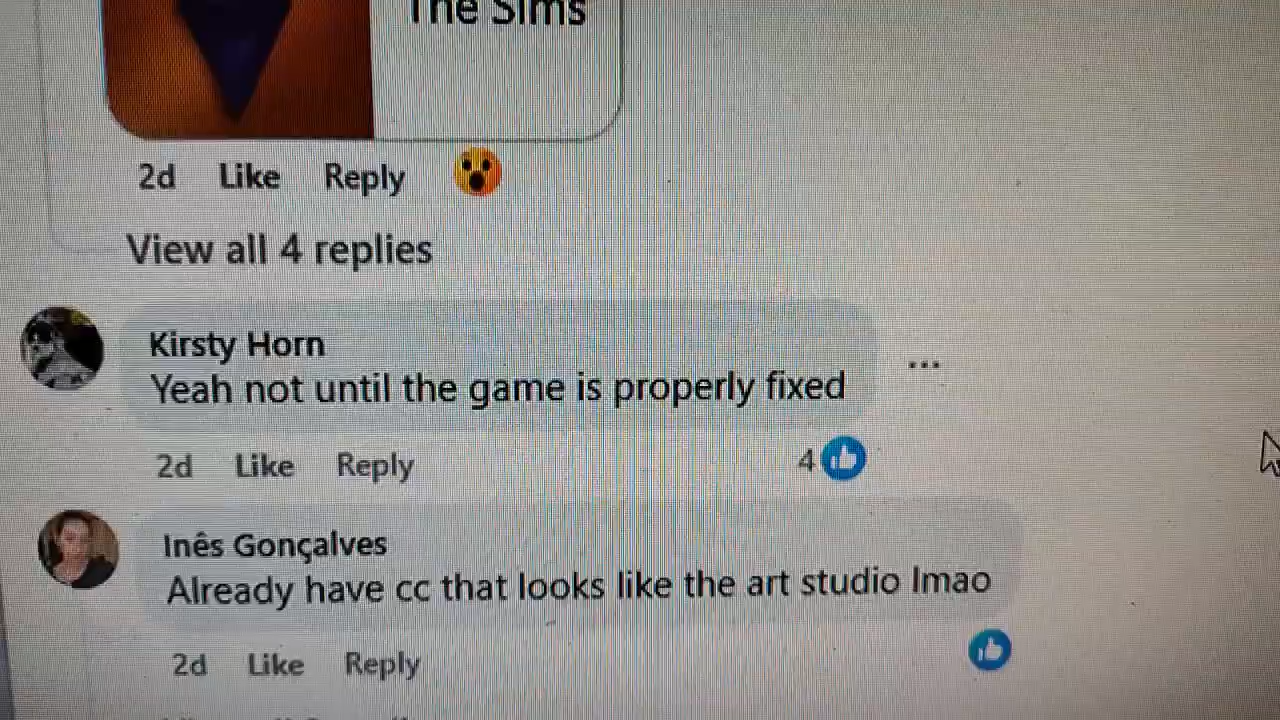 The Sims
2d Like Reply
View all 4 replies
Kirsty Horn
Yeah not until the game is properly fixed
...
2d Like Reply 4
Inês Gonçalves
Already have cc that looks like the art studio lmao
2d Like Reply